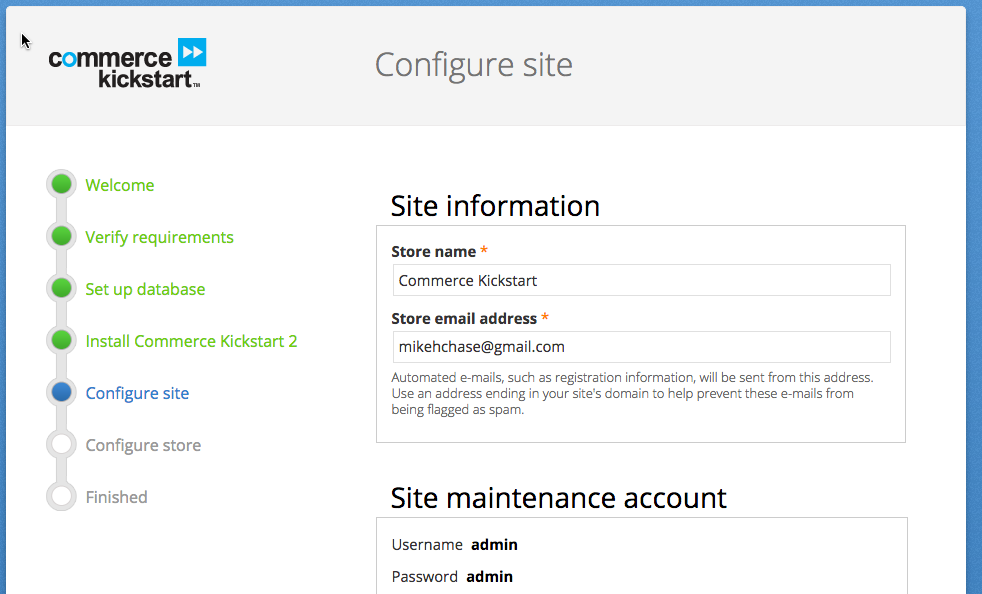 commerce
kickstart™
Configure site
Welcome
Verify requirements
Set up database
Install Commerce Kickstart 2
Configure site
Configure store
Finished
Site information
Store name *
Commerce Kickstart
Store email address *
mikehchase@gmail.com
Automated e-mails, such as registration information, will be sent from this address.
Use an address ending in your site's domain to help prevent these e-mails from
being flagged as spam.
Site maintenance account
Username admin
Password admin